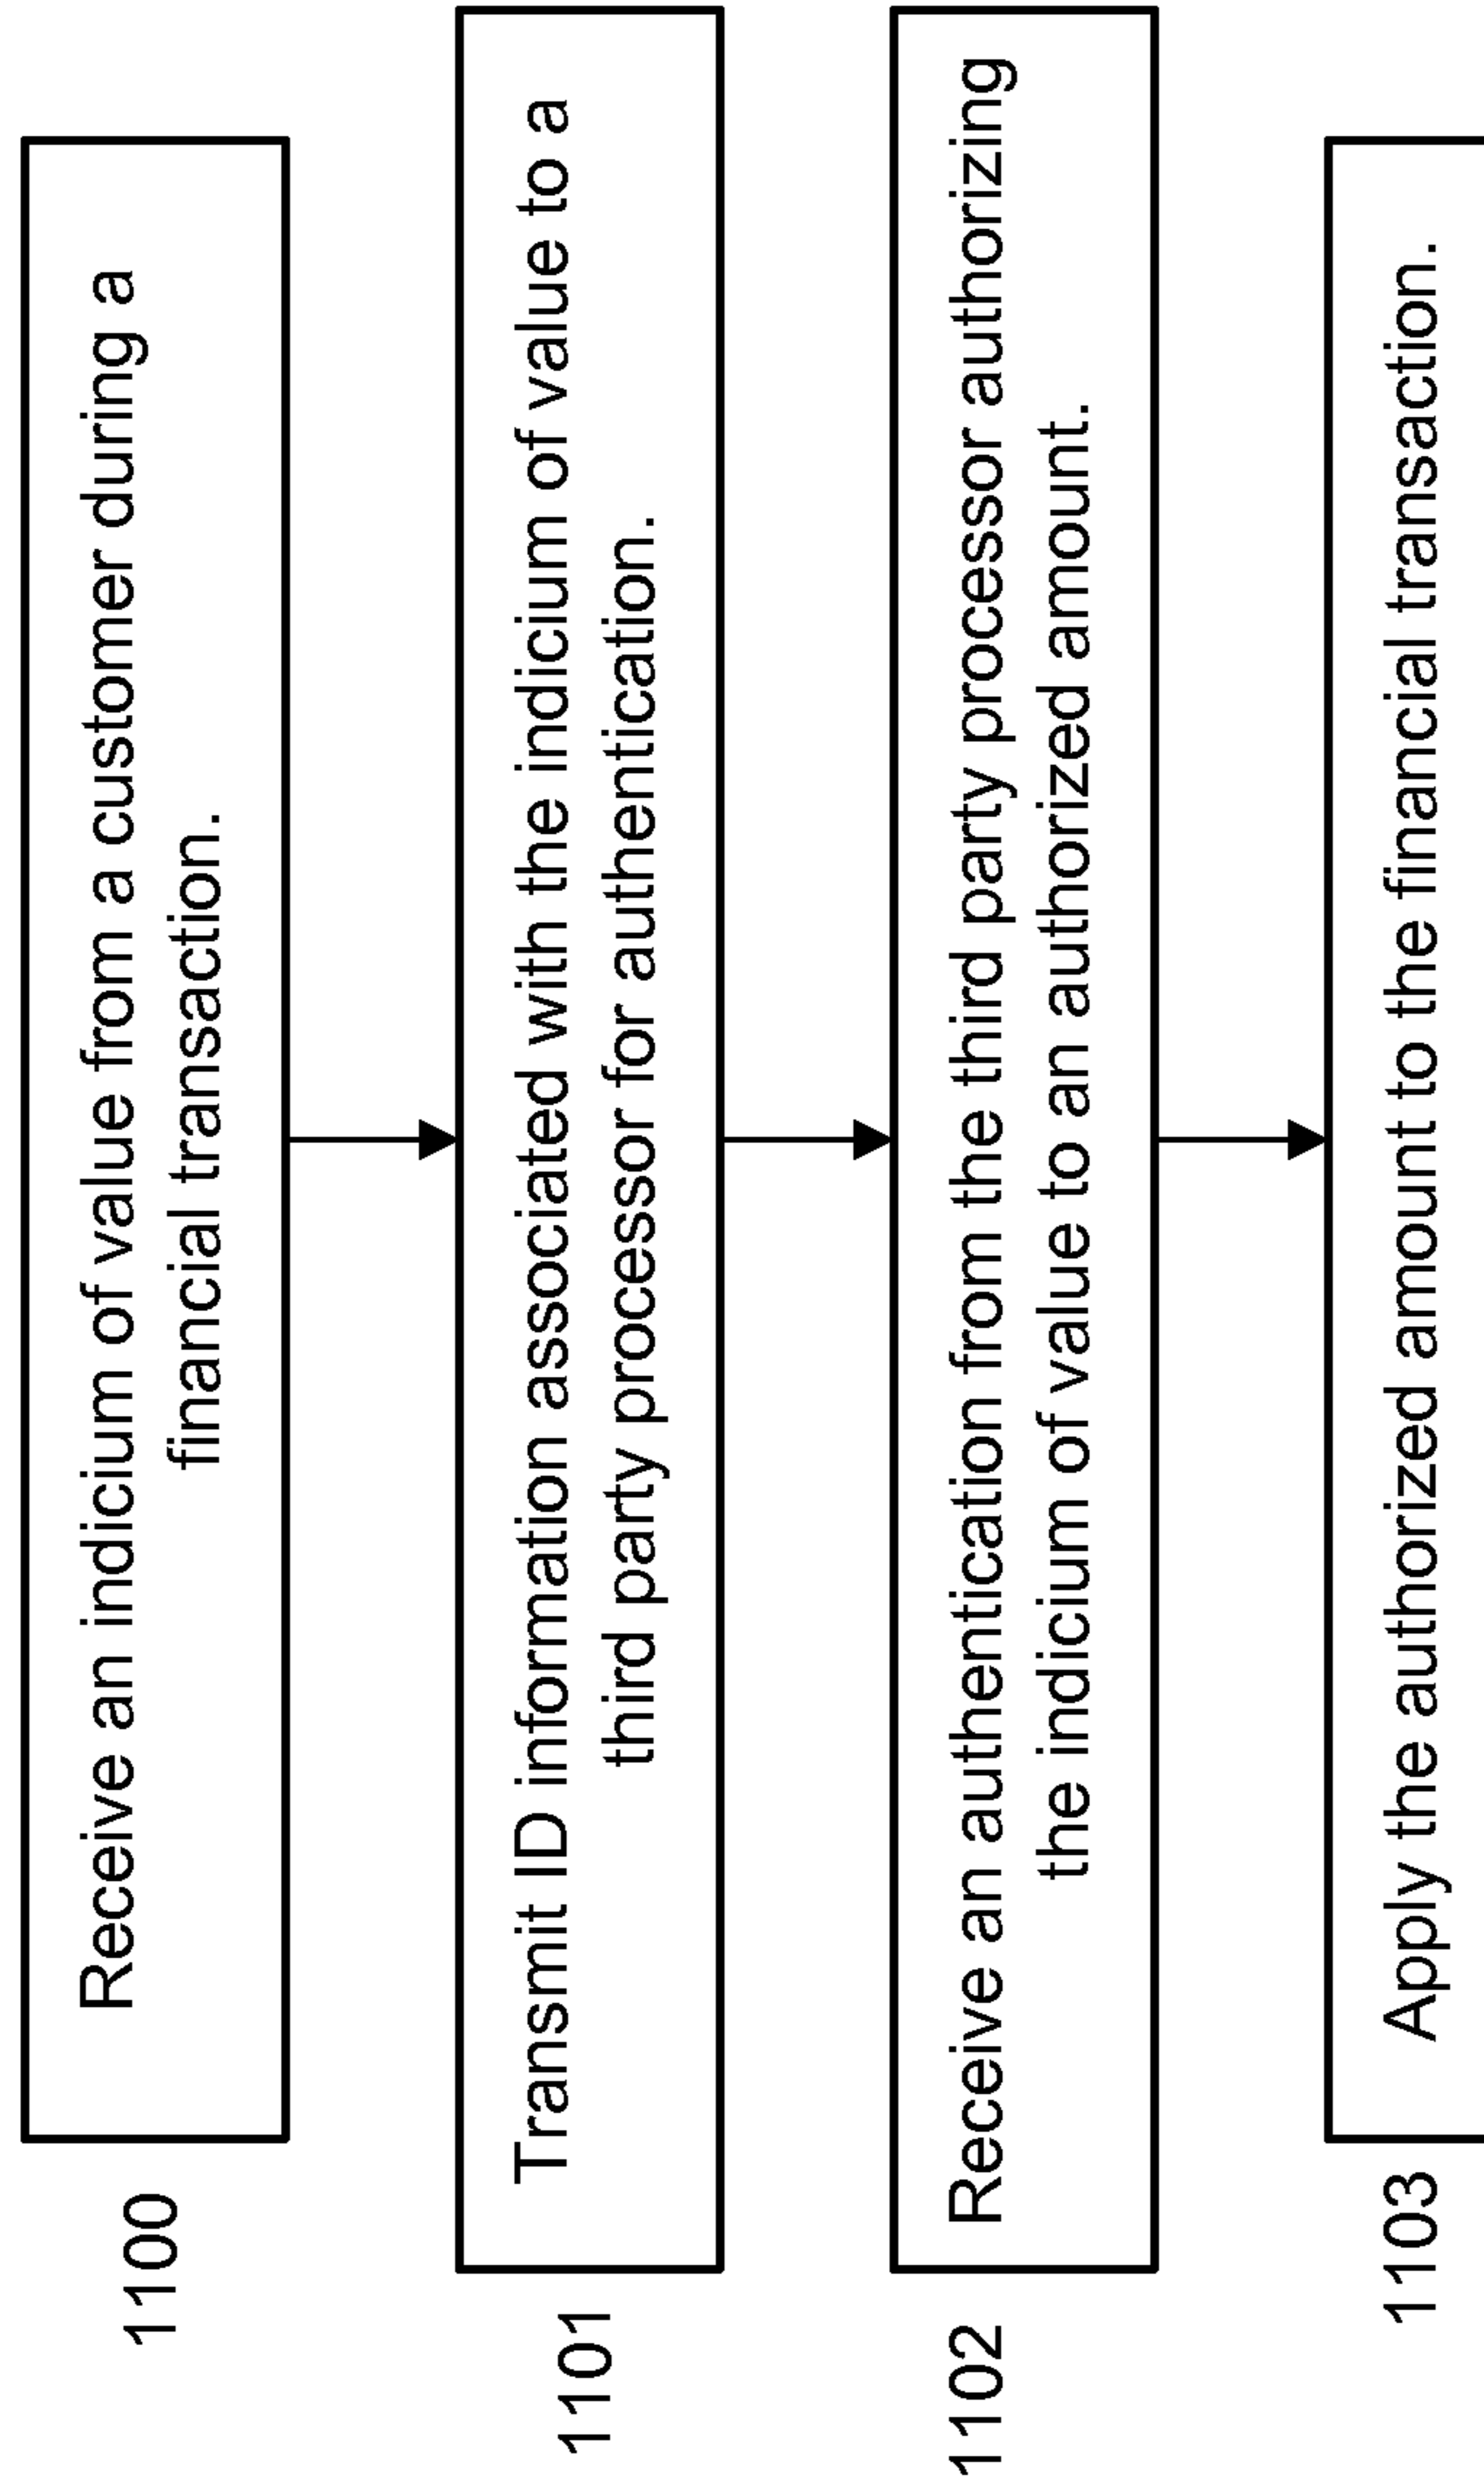 1100
Receive an indicium of value from a customer during a
financial transaction.
1101
Transmit ID information associated with the indicium of value to a
third party processor for authentication.
1102
Receive an authentication from the third party processor authorizing
the indicium of value to an authorized amount.
1103
Apply the authorized amount to the financial transaction.